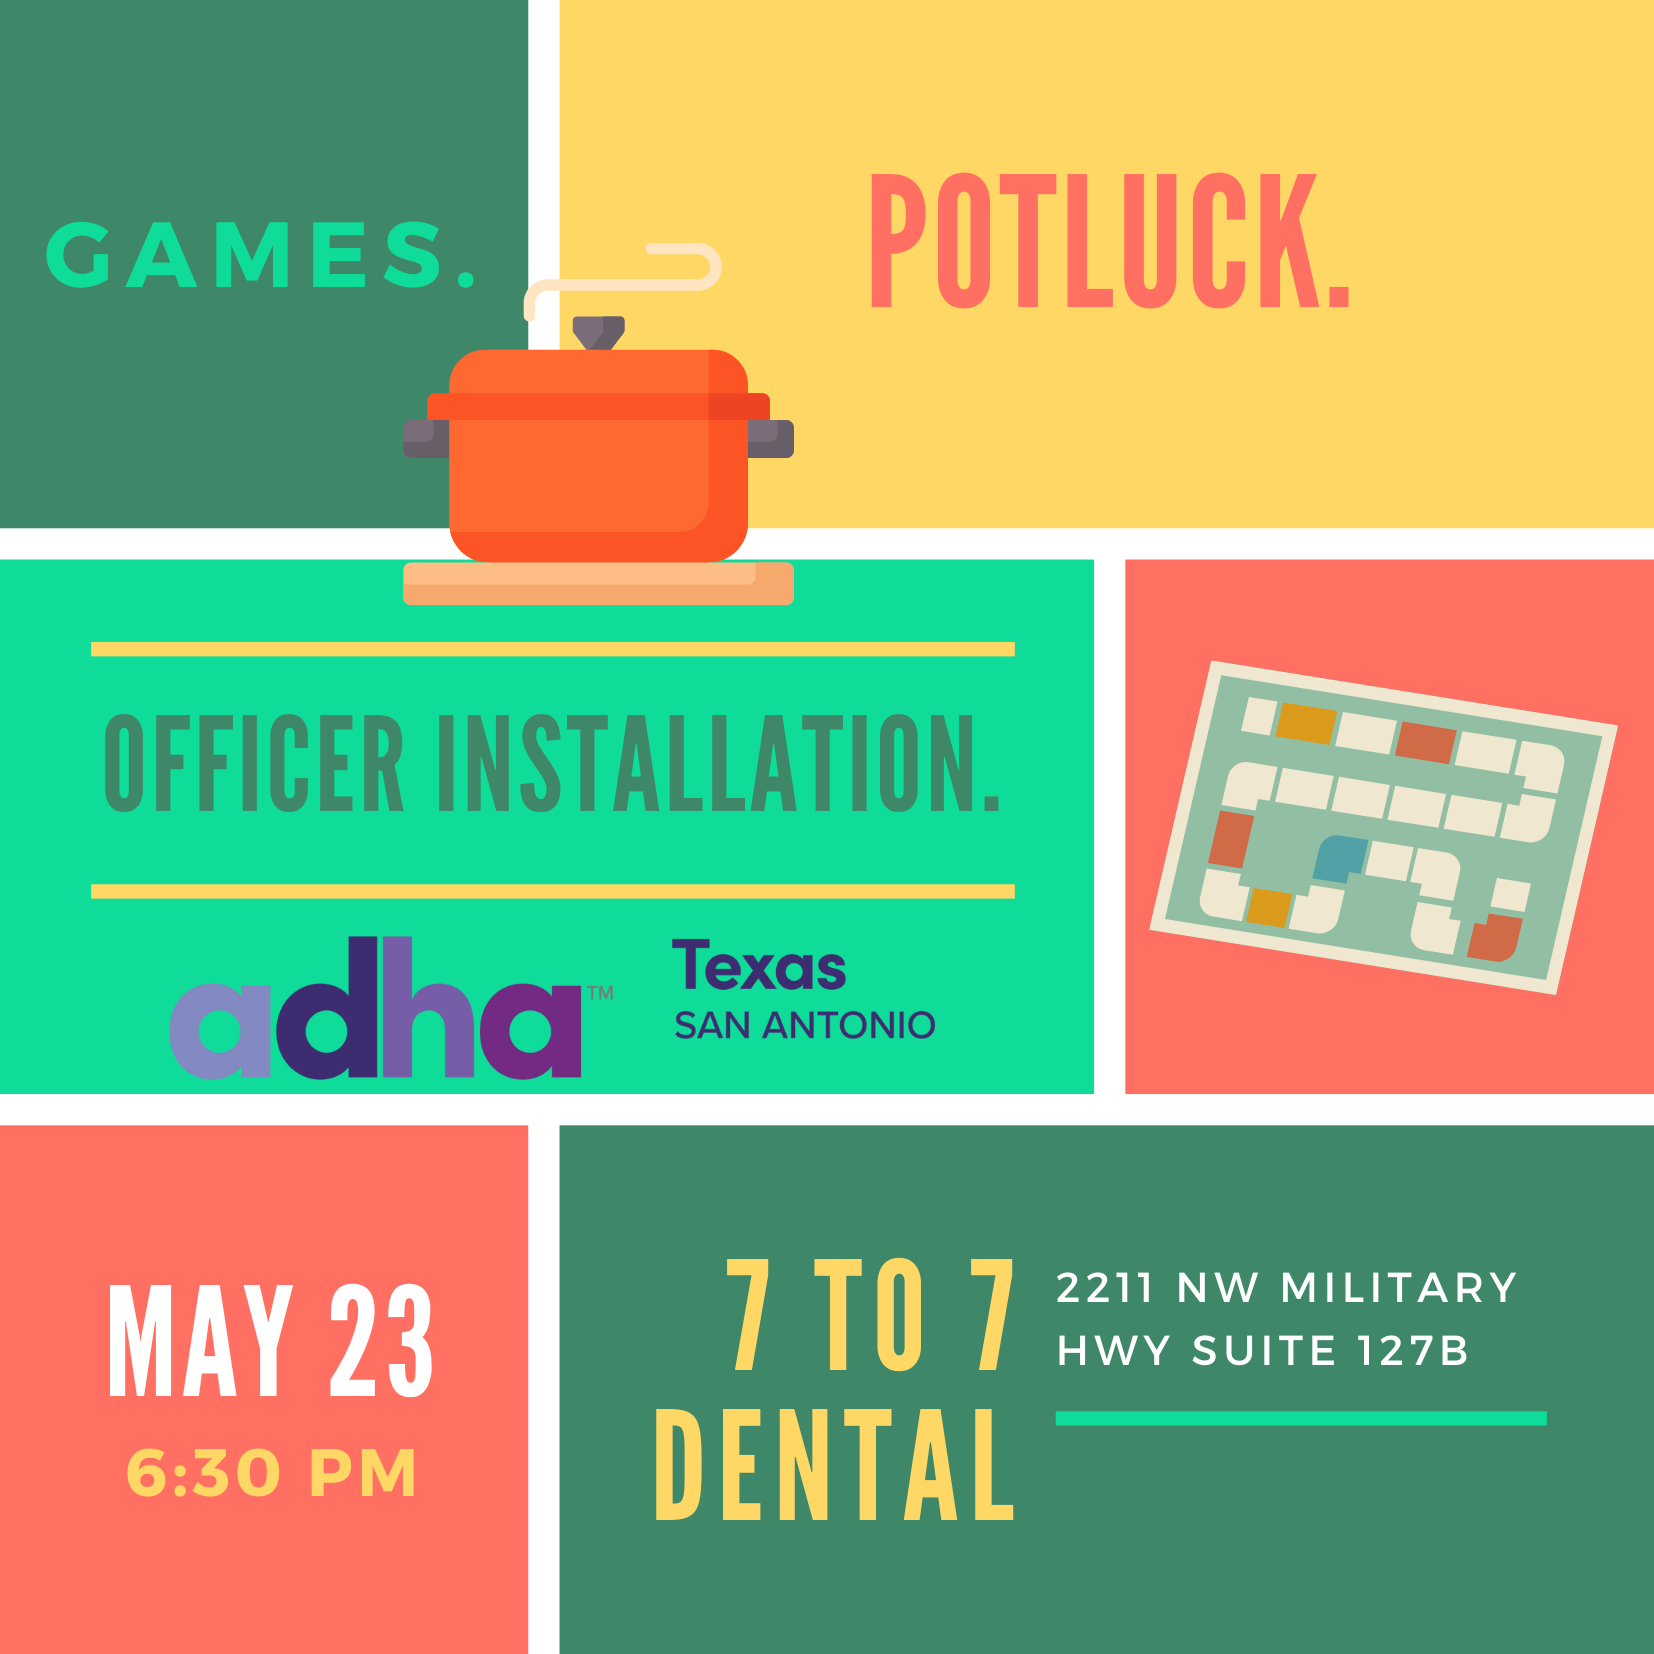 GAMES.
POTLUCK.
OFFICER INSTALLATION.
adha™
Texas
SAN ANTONIO
MAY 23
6:30 PM
7 TO 7
DENTAL
2211 NW MILITARY
HWY SUITE 127B